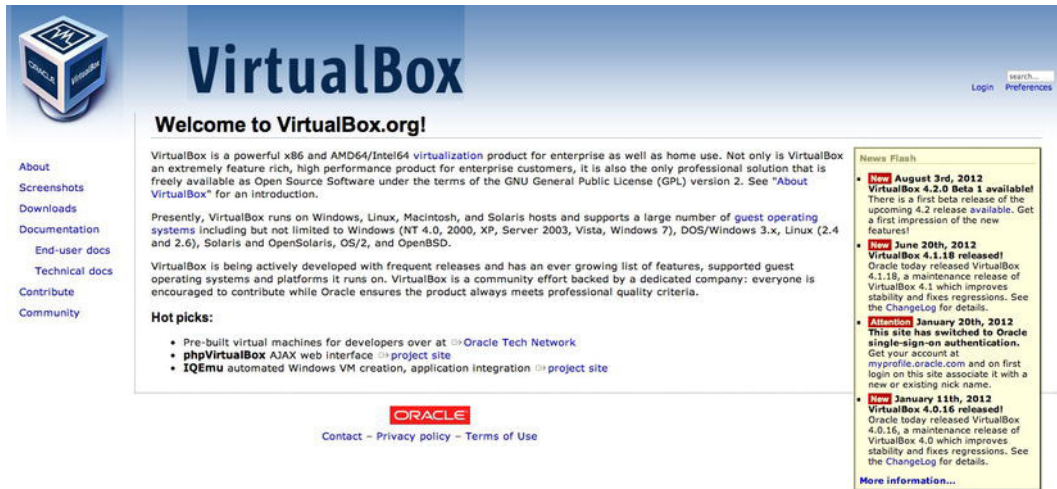 ORACLE
VirtualBox
VirtualBox
search...
Login Preferences
About
Screenshots
Downloads
Documentation
End-user docs
Technical docs
Contribute
Community
Welcome to VirtualBox.org!
VirtualBox is a powerful x86 and AMD64/Intel64 virtualization product for enterprise as well as home use. Not only is VirtualBox
an extremely feature rich, high performance product for enterprise customers, it is also the only professional solution that is
freely available as Open Source Software under the terms of the GNU General Public License (GPL) version 2. See "About
VirtualBox" for an introduction.
Presently, VirtualBox runs on Windows, Linux, Macintosh, and Solaris hosts and supports a large number of guest operating
systems including but not limited to Windows (NT 4.0, 2000, XP, Server 2003, Vista, Windows 7), DOS/Windows 3.x, Linux (2.4
and 2.6), Solaris and OpenSolaris, OS/2, and OpenBSD.
VirtualBox is being actively developed with frequent releases and has an ever growing list of features, supported guest
operating systems and platforms it runs on. VirtualBox is a community effort backed by a dedicated company: everyone is
encouraged to contribute while Oracle ensures the product always meets professional quality criteria.
Hot picks:
• Pre-built virtual machines for developers over at Oracle Tech Network
• phpVirtualBox AJAX web interface project site
• IQEmu automated Windows VM creation, application integration project site
News Flash
• New August 3rd, 2012
VirtualBox 4.2.0 Beta 1 available!
There is a first beta release of the
upcoming 4.2 release available. Get
a first impression of the new
features!
• New June 20th, 2012
VirtualBox 4.1.18 released!
Oracle today released VirtualBox
4.1.18, a maintenance release of
VirtualBox 4.1 which improves
stability and fixes regressions. See
the ChangeLog for details.
• Attention January 20th, 2012
This site has switched to Oracle
single-sign-on authentication.
Get your account at
myprofile.oracle.com and on first
login on this site associate it with a
new or existing nick name.
• New January 11th, 2012
VirtualBox 4.0.16 released!
Oracle today released VirtualBox
4.0.16, a maintenance release of
VirtualBox 4.0 which improves
stability and fixes regressions. See
the ChangeLog for details.
More information...
ORACLE
Contact – Privacy policy – Terms of Use